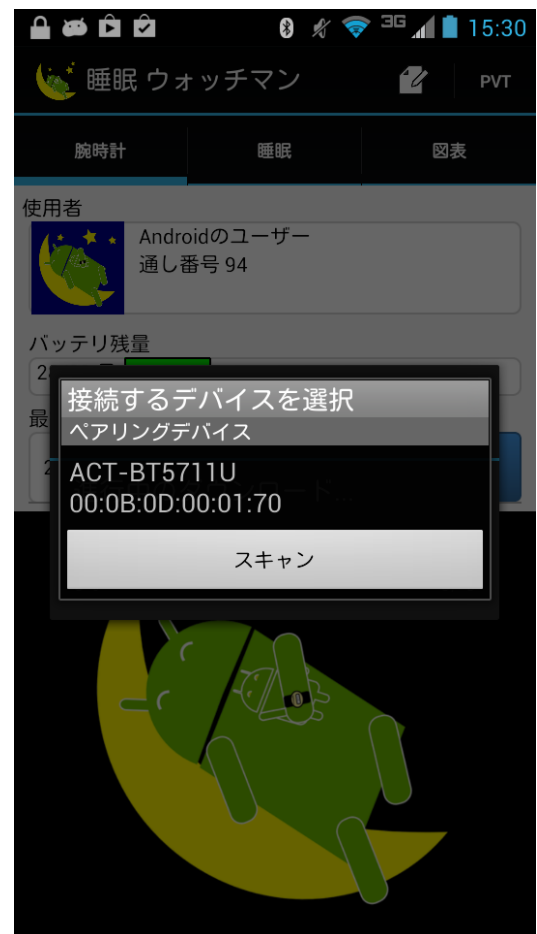 3G 15:30
睡眠 ウォッチマン PVT
腕時計 睡眠 図表
使用者
Androidのユーザー
通し番号 94
バッテリ残量
接続するデバイスを選択
ペアリングデバイス
ACT-BT5711U
00:0B:0D:00:01:70
スキャン